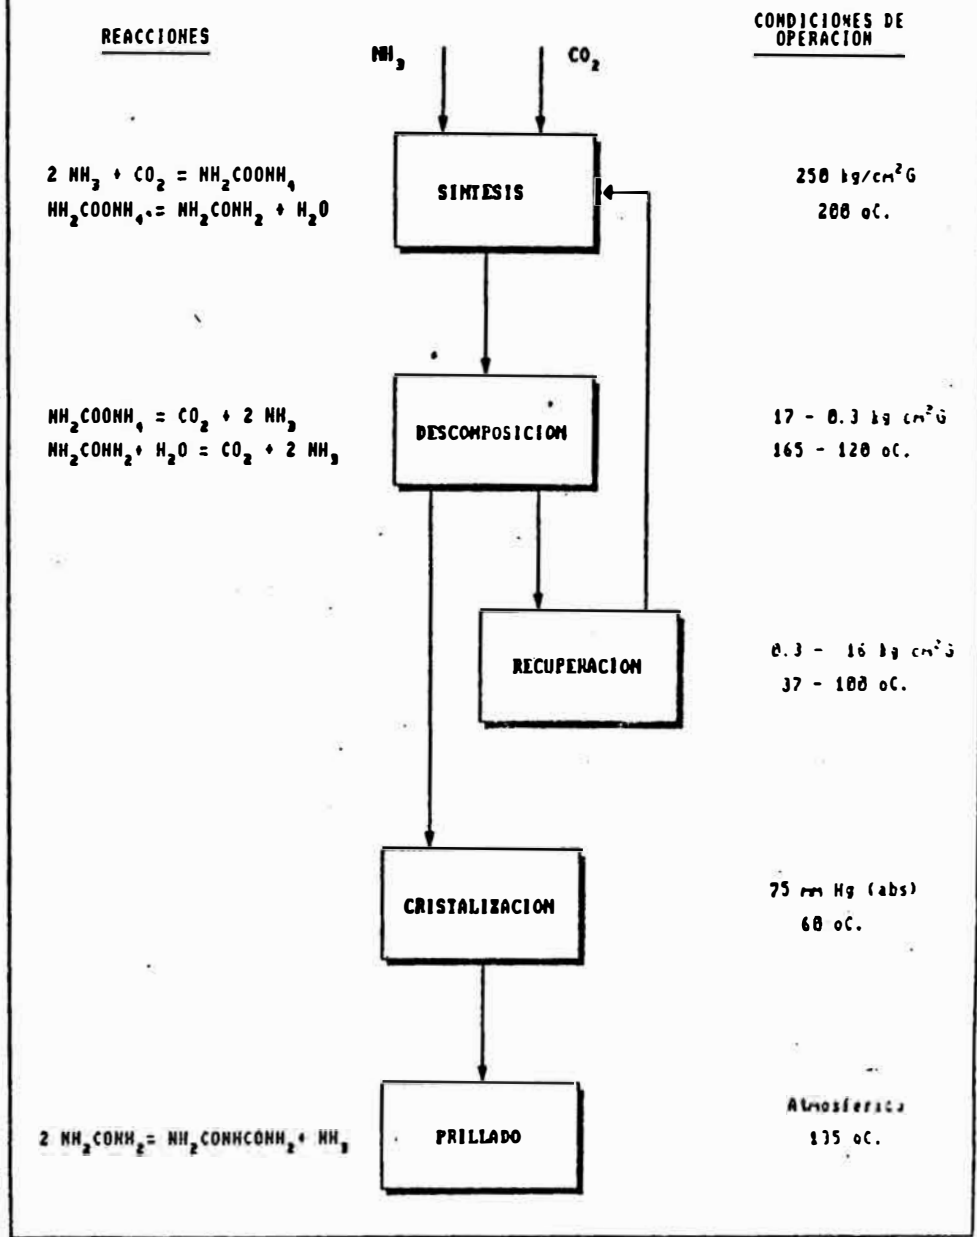 REACCIONES
CONDICIONES DE
OPERACION
NH₃
CO₂
2 NH₃ + CO₂ = NH₂COONH₄
NH₂COONH₄ = NH₂CONH₂ + H₂O
SINTESIS
250 kg/cm²G
200 oC.
NH₂COONH₄ = CO₂ + 2 NH₃
NH₂CONH₂ + H₂O = CO₂ + 2 NH₃
DESCOMPOSICION
17 - 0.3 kg cm²G
165 - 120 oC.
RECUPERACION
0.3 - 16 kg cm²G
37 - 100 oC.
CRISTALIZACION
75 mm Hg (abs)
60 oC.
2 NH₂CONH₂ = NH₂CONHCONH₂ + NH₃
PRILLADO
Atmosferica
135 oC.